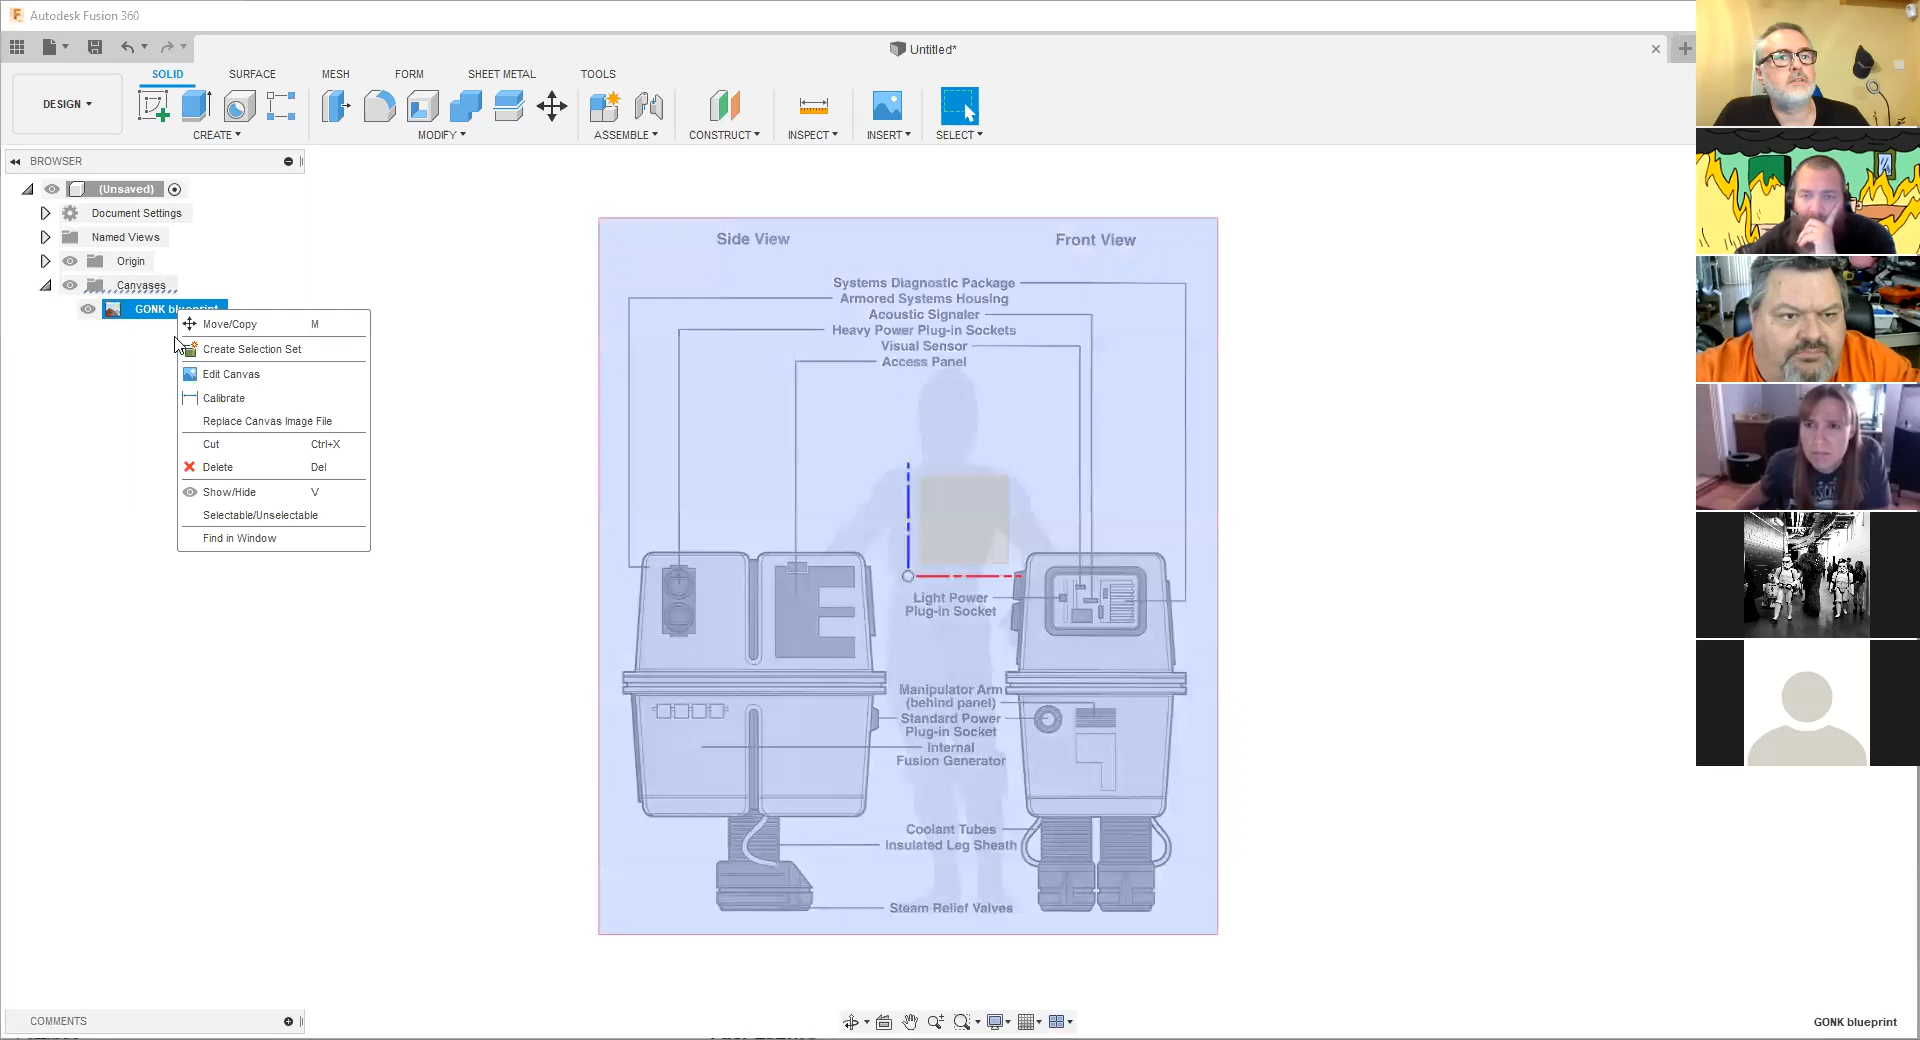 Autodesk Fusion 360
Untitled*
SOLID
SURFACE
MESH
FORM
SHEET METAL
TOOLS
DESIGN
CREATE
MODIFY
ASSEMBLE
CONSTRUCT
INSPECT
INSERT
SELECT
BROWSER
(Unsaved)
Document Settings
Named Views
Origin
Canvases
GONK
Move/Copy M
Create Selection Set
Edit Canvas
Calibrate
Replace Canvas Image File
Cut Ctrl+X
Delete Del
Show/Hide V
Selectable/Unselectable
Find in Window
Side View
Front View
Systems Diagnostic Package
Armored Systems Housing
Acoustic Signaler
Heavy Power Plug-in Sockets
Visual Sensor
Access Panel
Light Power
Plug-in Socket
Manipulator Arm
(behind panel)
Standard Power
Plug-in Socket
Internal
Fusion Generator
Coolant Tubes
Insulated Leg Sheath
Steam Relief Valves
COMMENTS
GONK blueprint